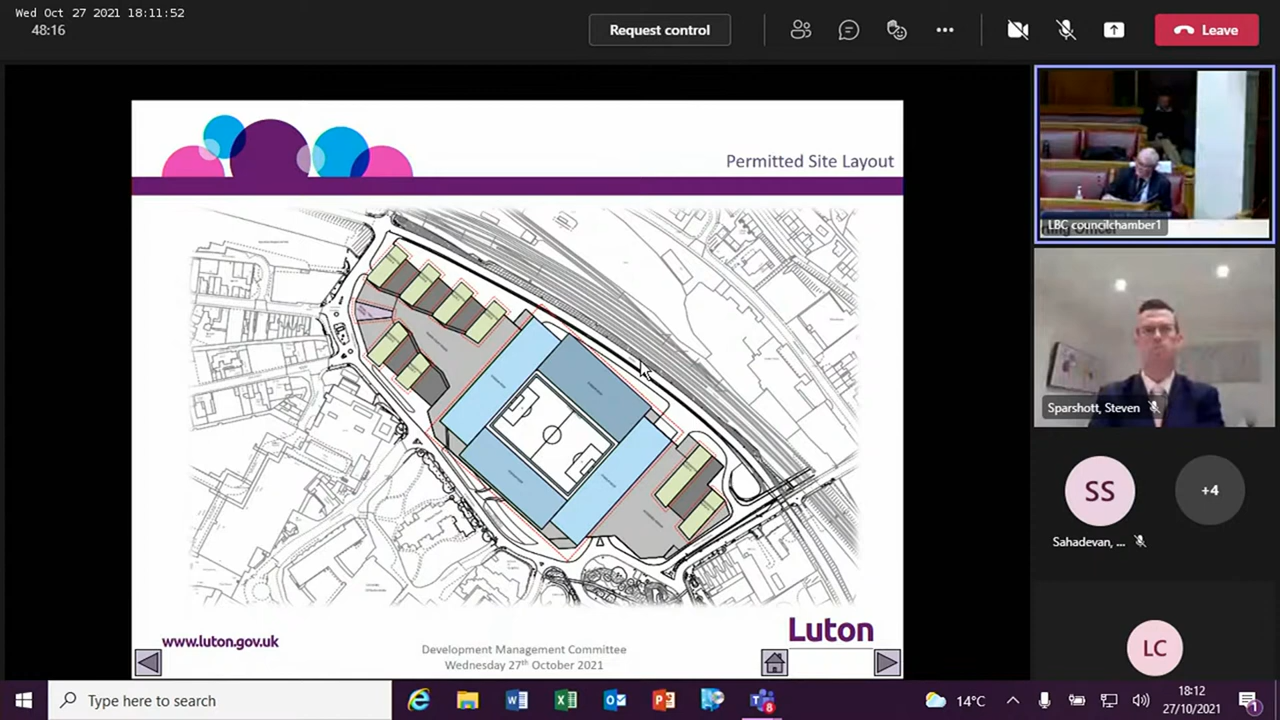 Wed Oct 27 2021 18:11:52
48:16
Request control
Leave
Permitted Site Layout
LBC councilchamber1
Sparshott, Steven
SS
+4
Sahadevan, ...
LC
www.luton.gov.uk
Luton
Development Management Committee
Wednesday 27th October 2021
Type here to search
8
14°C
18:12
27/10/2021
1